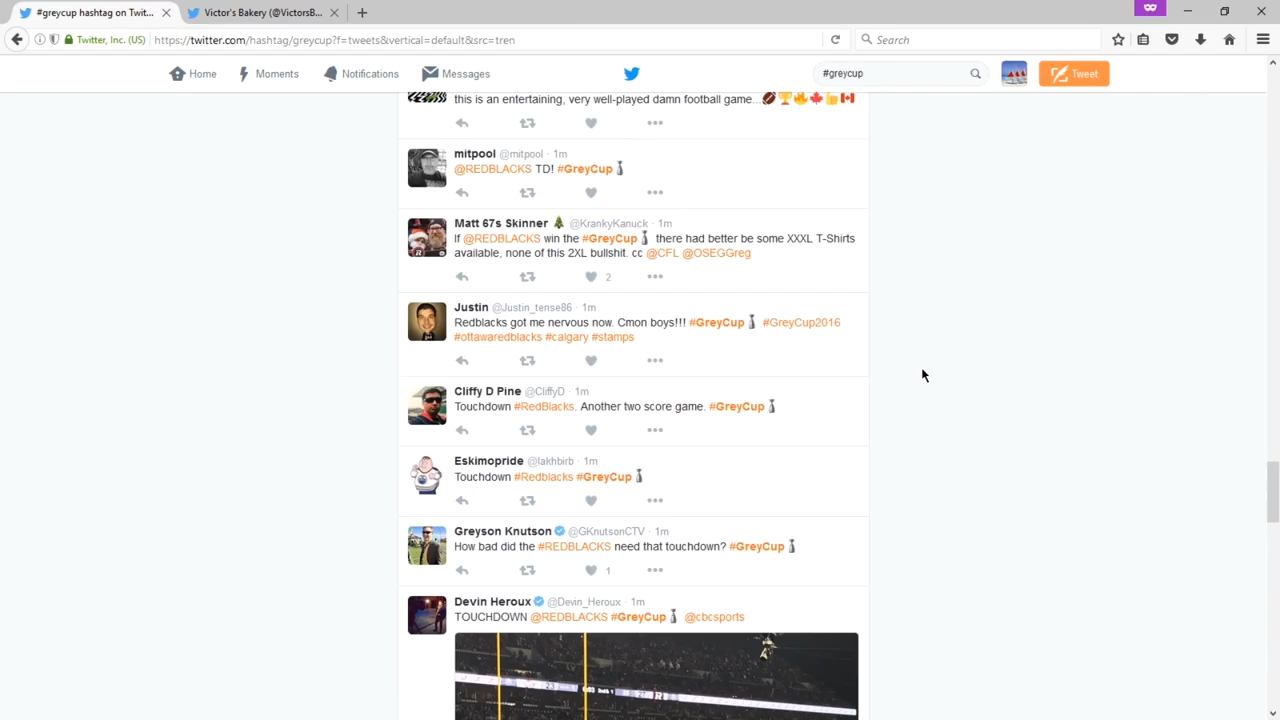 #greycup hashtag on Twit
Victor's Bakery (@VictorsB...
Twitter, Inc. (US)
https://twitter.com/hashtag/greycup?f=tweets&vertical=default&src=tren
Search
Home
Moments
Notifications
Messages
#greycup
Tweet
this is an entertaining, very well-played damn football game...🏈🏆🔥🍁👍🇨🇦
mitpool @mitpool · 1m
@REDBLACKS TD! #GreyCup
Matt 67s Skinner 🌲 @KrankyKanuck · 1m
If @REDBLACKS win the #GreyCup there had better be some XXXL T-Shirts
available, none of this 2XL bullshit. cc @CFL @OSEGGreg
2
Justin @Justin_tense86 · 1m
Redblacks got me nervous now. Cmon boys!!! #GreyCup #GreyCup2016
#ottawaredblacks #calgary #stamps
Cliffy D Pine @CliffyD · 1m
Touchdown #RedBlacks. Another two score game. #GreyCup
Eskimopride @lakhbirb · 1m
Touchdown #Redblacks #GreyCup
Greyson Knutson @GKnutsonCTV · 1m
How bad did the #REDBLACKS need that touchdown? #GreyCup
1
Devin Heroux @Devin_Heroux · 1m
TOUCHDOWN @REDBLACKS #GreyCup @cbcsports
23